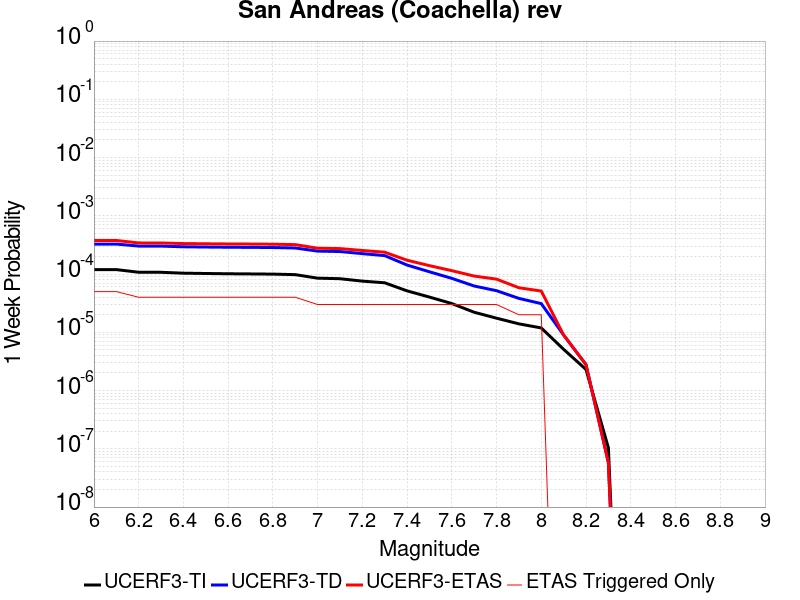 San Andreas (Coachella) rev
10^0
10^-1
10^-2
10^-3
10^-4
10^-5
10^-6
10^-7
10^-8
1 Week Probability
6 6.2 6.4 6.6 6.8 7 7.2 7.4 7.6 7.8 8 8.2 8.4 8.6 8.8 9
Magnitude
UCERF3-TI UCERF3-TD UCERF3-ETAS ETAS Triggered Only